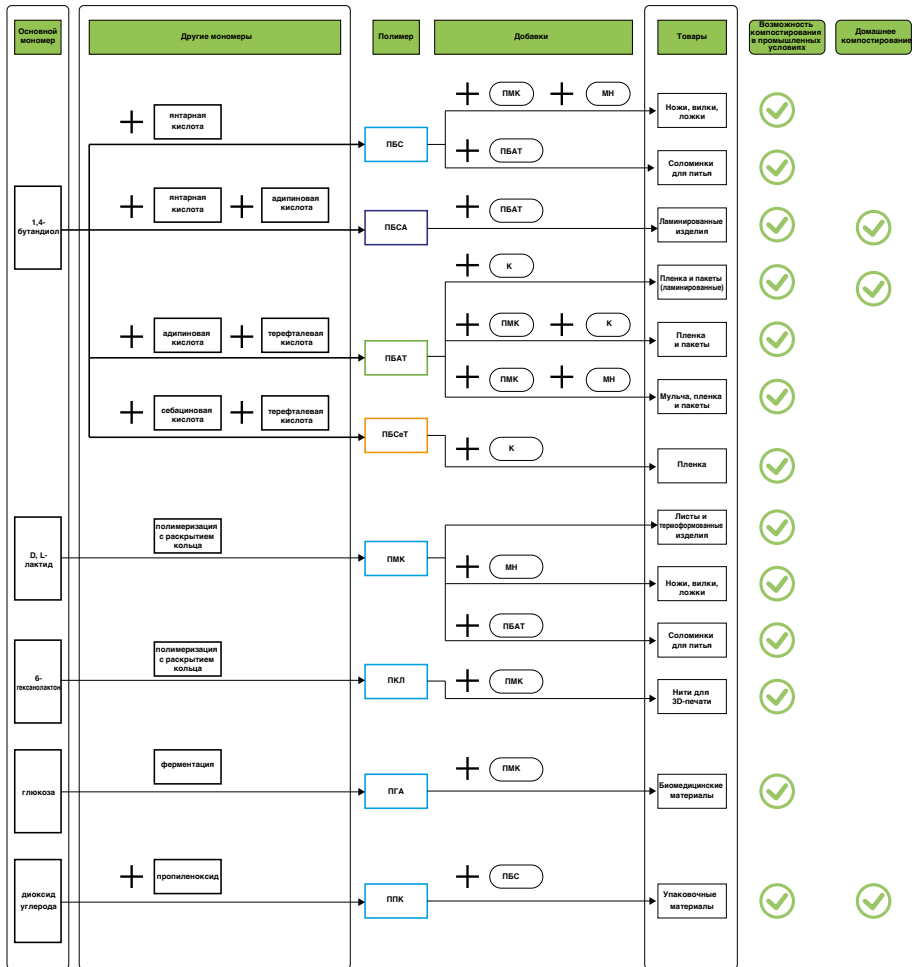 Основной
мономер
Другие мономеры
Полимер
Добавки
Товары
Возможность
компостирования
в промышленных
условиях
Домашнее
компостирование
1,4-
бутандиол
янтарная
кислота
ПБС
ПМК
МН
Ножи, вилки,
ложки
ПБАТ
Соломинки
для питья
янтарная
кислота
адипиновая
кислота
ПБСА
ПБАТ
Ламинированные
изделия
К
Пленка и пакеты
(ламинированные)
адипиновая
кислота
терефталевая
кислота
ПБАТ
ПМК
К
Пленка
и пакеты
ПМК
МН
Мульча, пленка
и пакеты
себациновая
кислота
терефталевая
кислота
ПБСеТ
К
Пленка
D, L-
лактид
полимеризация
с раскрытием
кольца
ПМК
Листы и
термоформованные
изделия
МН
Ножи, вилки,
ложки
ПБАТ
Соломинки
для питья
6-
гексанолактон
полимеризация
с раскрытием
кольца
ПКЛ
ПМК
Нити для
3D-печати
глюкоза
ферментация
ПГА
ПМК
Биомедицинские
материалы
диоксид
углерода
пропиленоксид
ППК
ПБС
Упаковочные
материалы